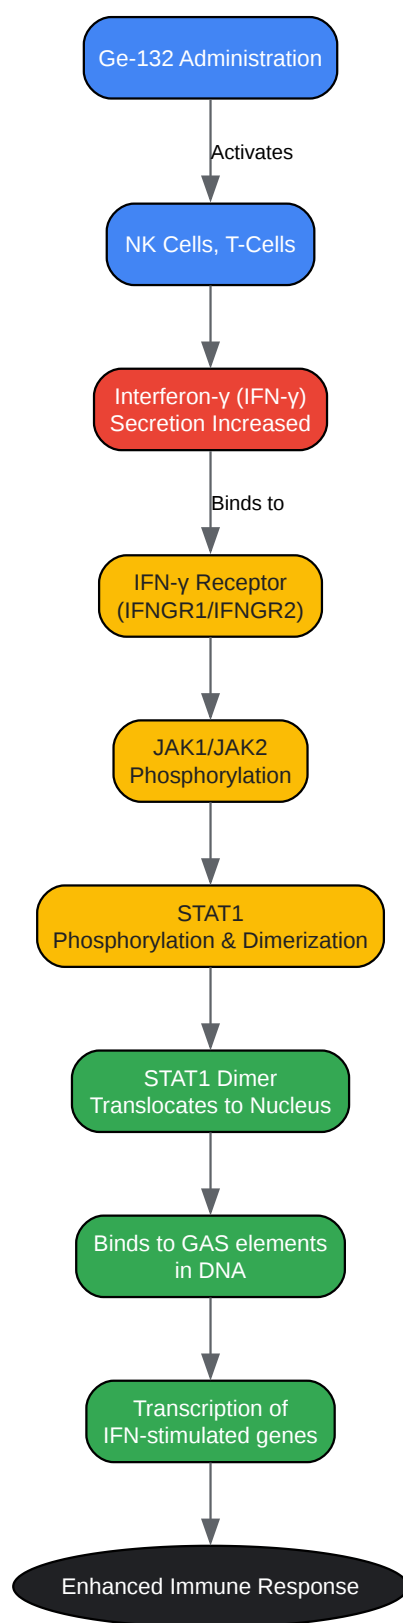 Ge-132 Administration
Activates
NK Cells, T-Cells
Interferon-γ (IFN-γ)
Secretion Increased
Binds to
IFN-γ Receptor
(IFNGR1/IFNGR2)
JAK1/JAK2
Phosphorylation
STAT1
Phosphorylation & Dimerization
STAT1 Dimer
Translocates to Nucleus
Binds to GAS elements
in DNA
Transcription of
IFN-stimulated genes
Enhanced Immune Response